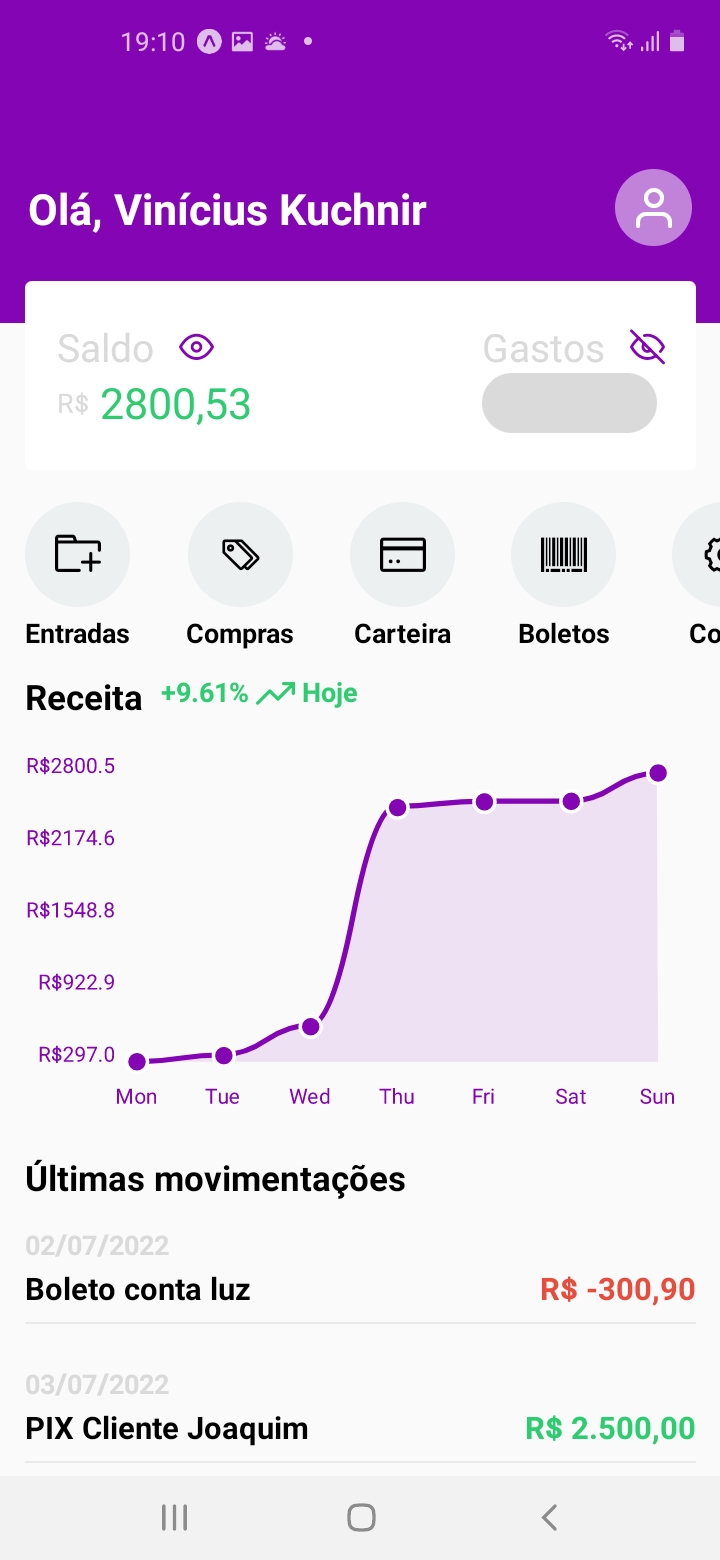 19:10
Olá, Vinícius Kuchnir
Saldo Gastos
R$ 2800,53
Entradas Compras Carteira Boletos Co
Receita +9.61% Hoje
R$2800.5
R$2174.6
R$1548.8
R$922.9
R$297.0
Mon Tue Wed Thu Fri Sat Sun
Últimas movimentações
02/07/2022
Boleto conta luz R$ -300,90
03/07/2022
PIX Cliente Joaquim R$ 2.500,00